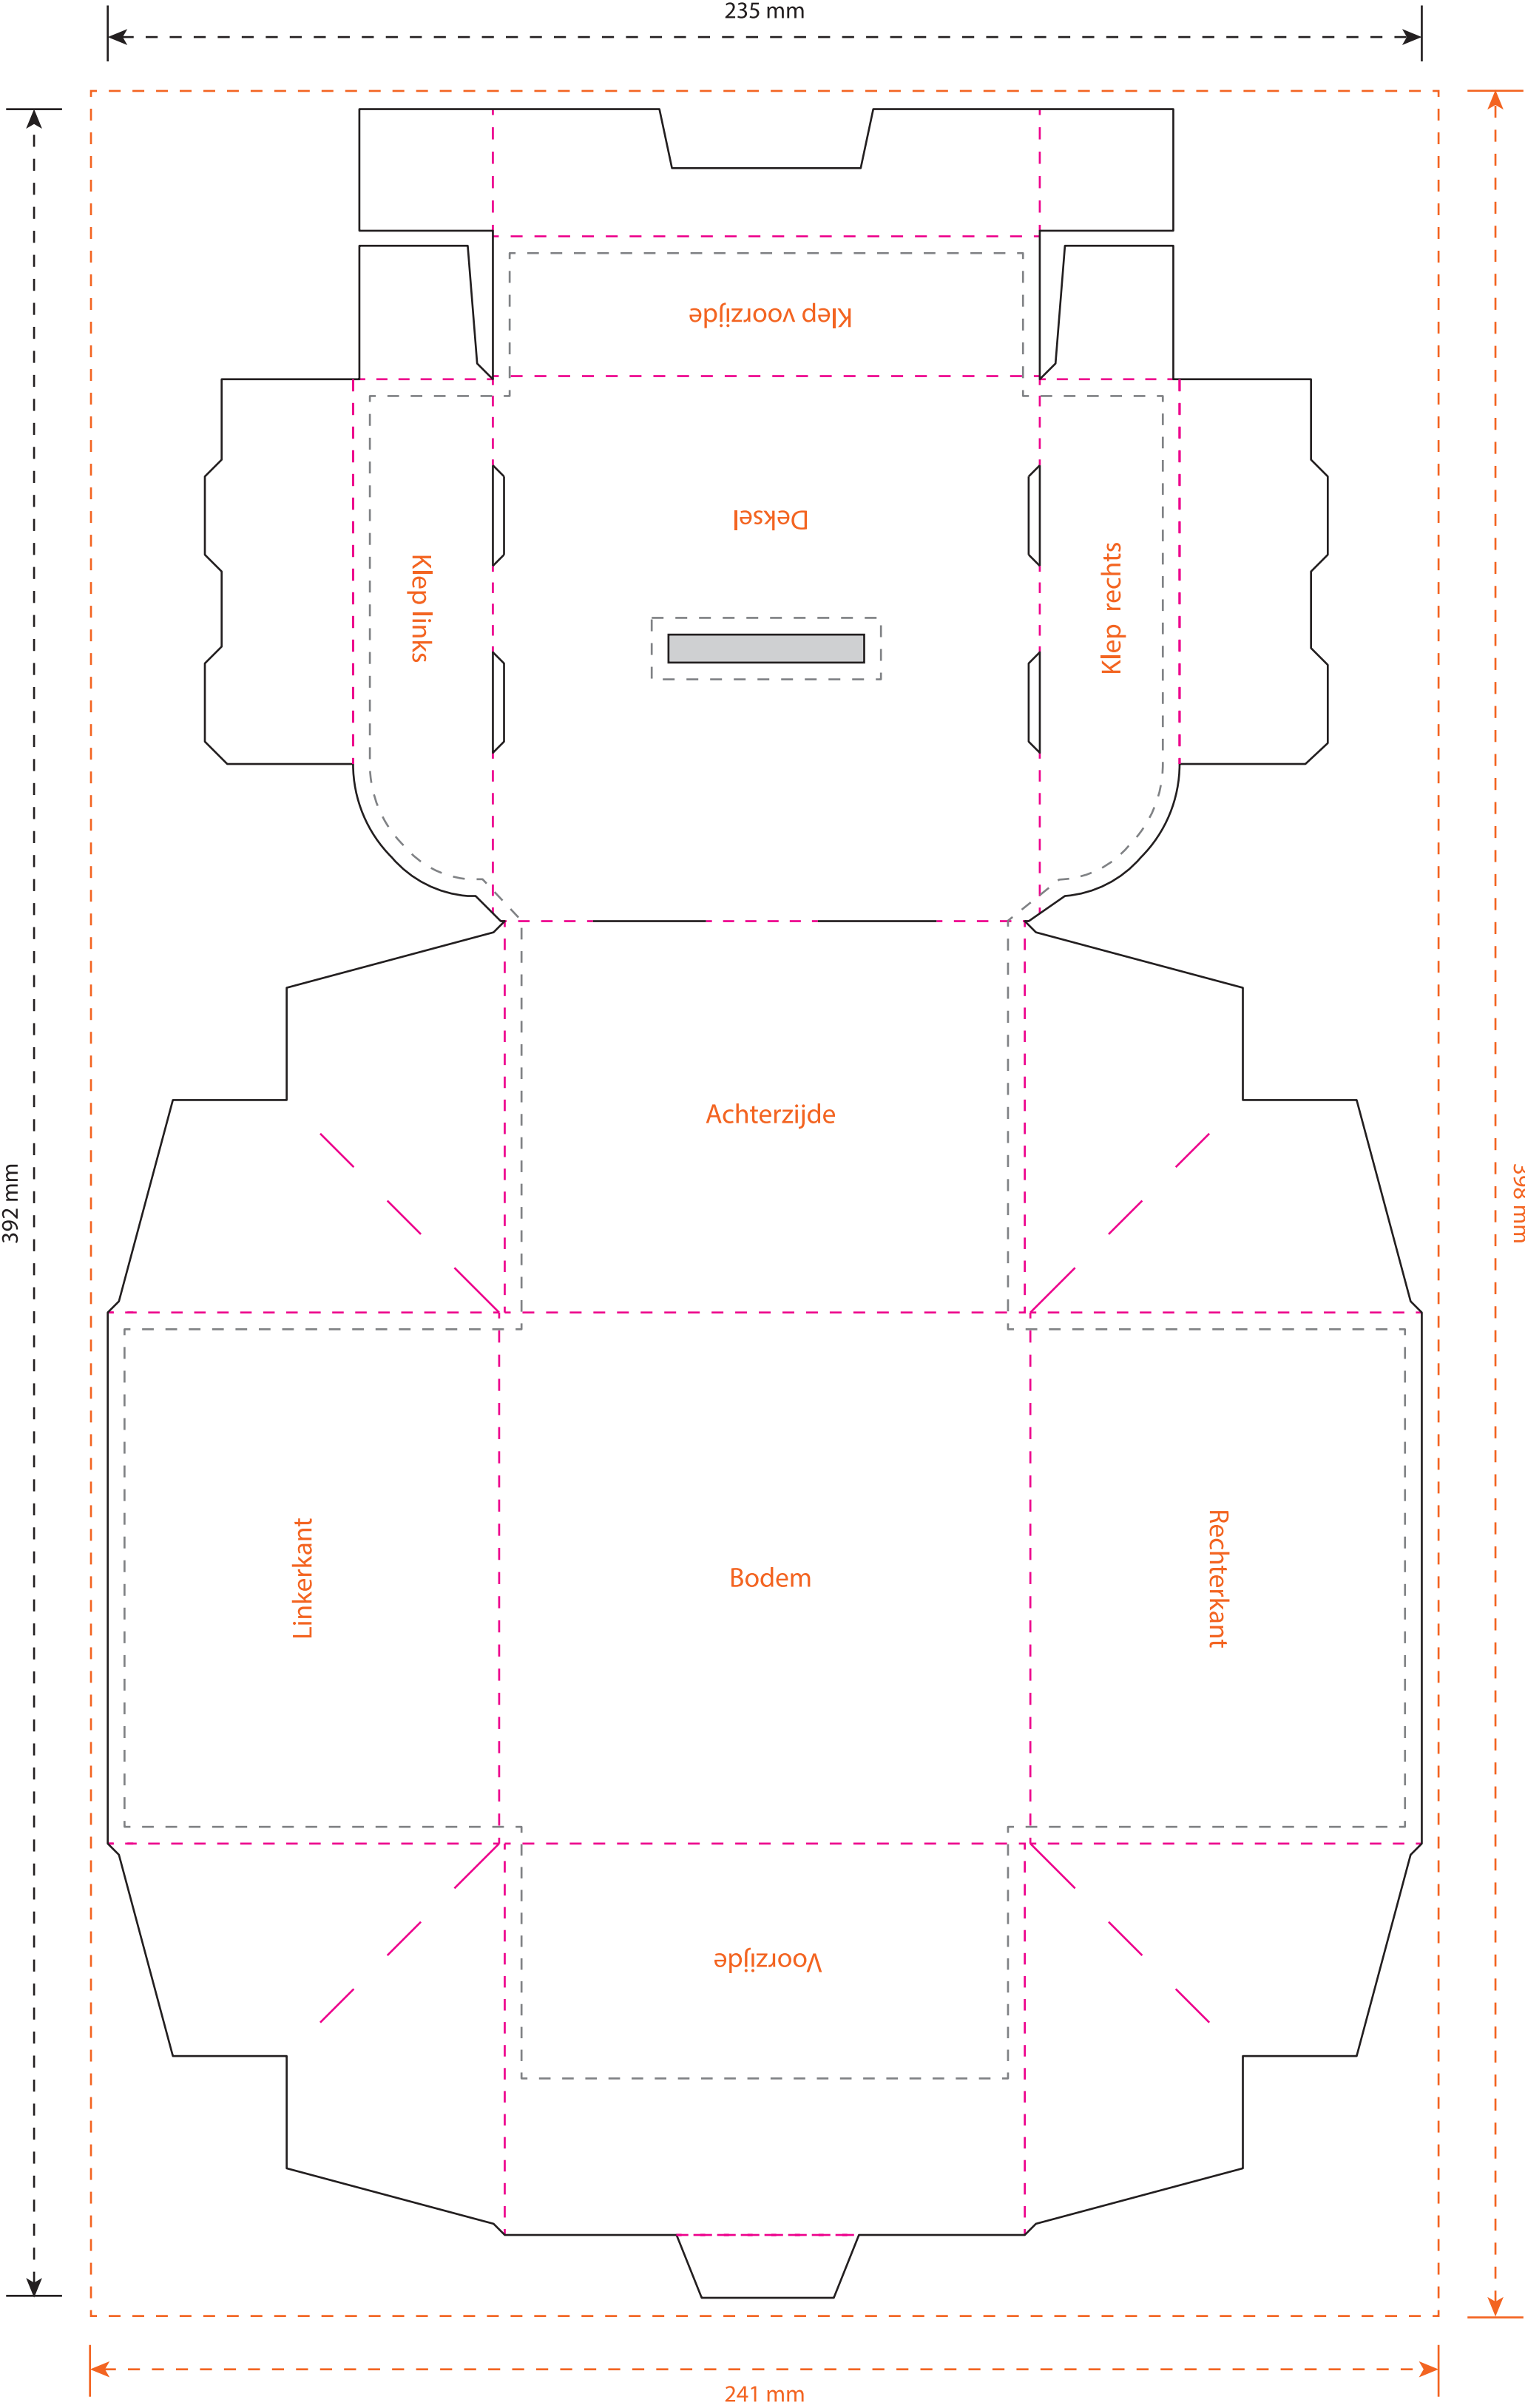 235 mm
Klep voorzijde
Deksel
Klep links
Klep rechts
Achterzijde
392 mm
398 mm
Linkerkant
Bodem
Rechterkant
Voorzijde
241 mm